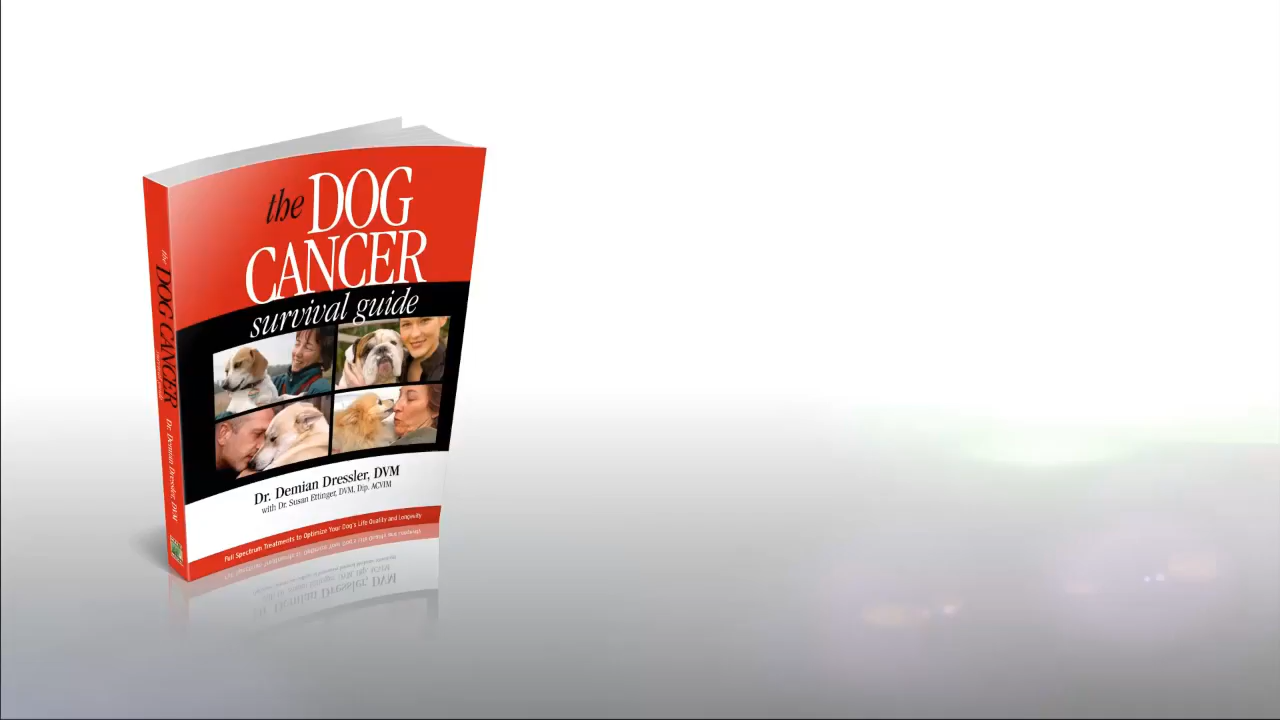 the DOG
CANCER
survival guide
Dr. Demian Dressler, DVM
with Dr. Susan Ettinger, DVM, Dip. ACVIM
Full Spectrum Treatments to Optimize Your Dog's Life Quality and Longevity
the DOG CANCER
Dr. Demian Dressler, DVM